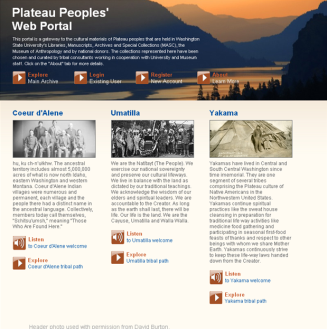 Plateau Peoples'
Web Portal
This portal is a gateway to the cultural materials of Plateau peoples that are held in Washington
State University's Libraries, Manuscripts, Archives and Special Collections (MASC), the
Museum of Anthropology and by national donors. The collections represented here have been
chosen and curated by tribal consultants working in cooperation with University and Museum
staff. Click on the "About" tab for more details.
Explore
Main Archive
Login
Existing User
Register
New Account
About
Learn More
Coeur d'Alene
The ancestral
territory includes almost 5,000,000
acres of what is now north Idaho,
eastern Washington and western
Montana. Coeur d'Alene Indian
villages were numerous and
permanent, each village and the
people there had a distinct name in
the ancestral language. Collectively,
members today call themselves,
"Schitsu'umsh," meaning "Those
Who Are Found Here."
Listen
to Coeur d'Alene welcome
Explore
Coeur d'Alene tribal path
Umatilla
We are the Natítayt (The People). We
exercise our national sovereignty
and preserve our cultural lifeways.
We live in balance with the land as
dictated by our traditional teachings.
We acknowledge the wisdom of our
elders and spiritual leaders. We are
accountable to the Creator. As long
as the earth shall last, there will be
life. Our life is the land. We are the
Cayuse, Umatilla and Walla Walla.
Listen
to Umatilla welcome
Explore
Umatilla tribal path
Yakama
Yakamas have lived in Central and
South Central Washington since
time immemorial. They are one
segment of several tribes
comprising the Plateau culture of
Native Americans in the
Northwestern United States.
Yakamas continue spiritual
practices like the sweat house
cleansing in preparation for
traditional life way activities like
medicine food gathering and
participating in seasonal first-food
feasts of thanks and respect to other
beings with whom we share Mother
Earth. Yakamas continuously strive
to keep these life-ways handed
down from the Creator.
Listen
to Yakama welcome
Explore
Yakama tribal path
Header photo used with permission from David Burton